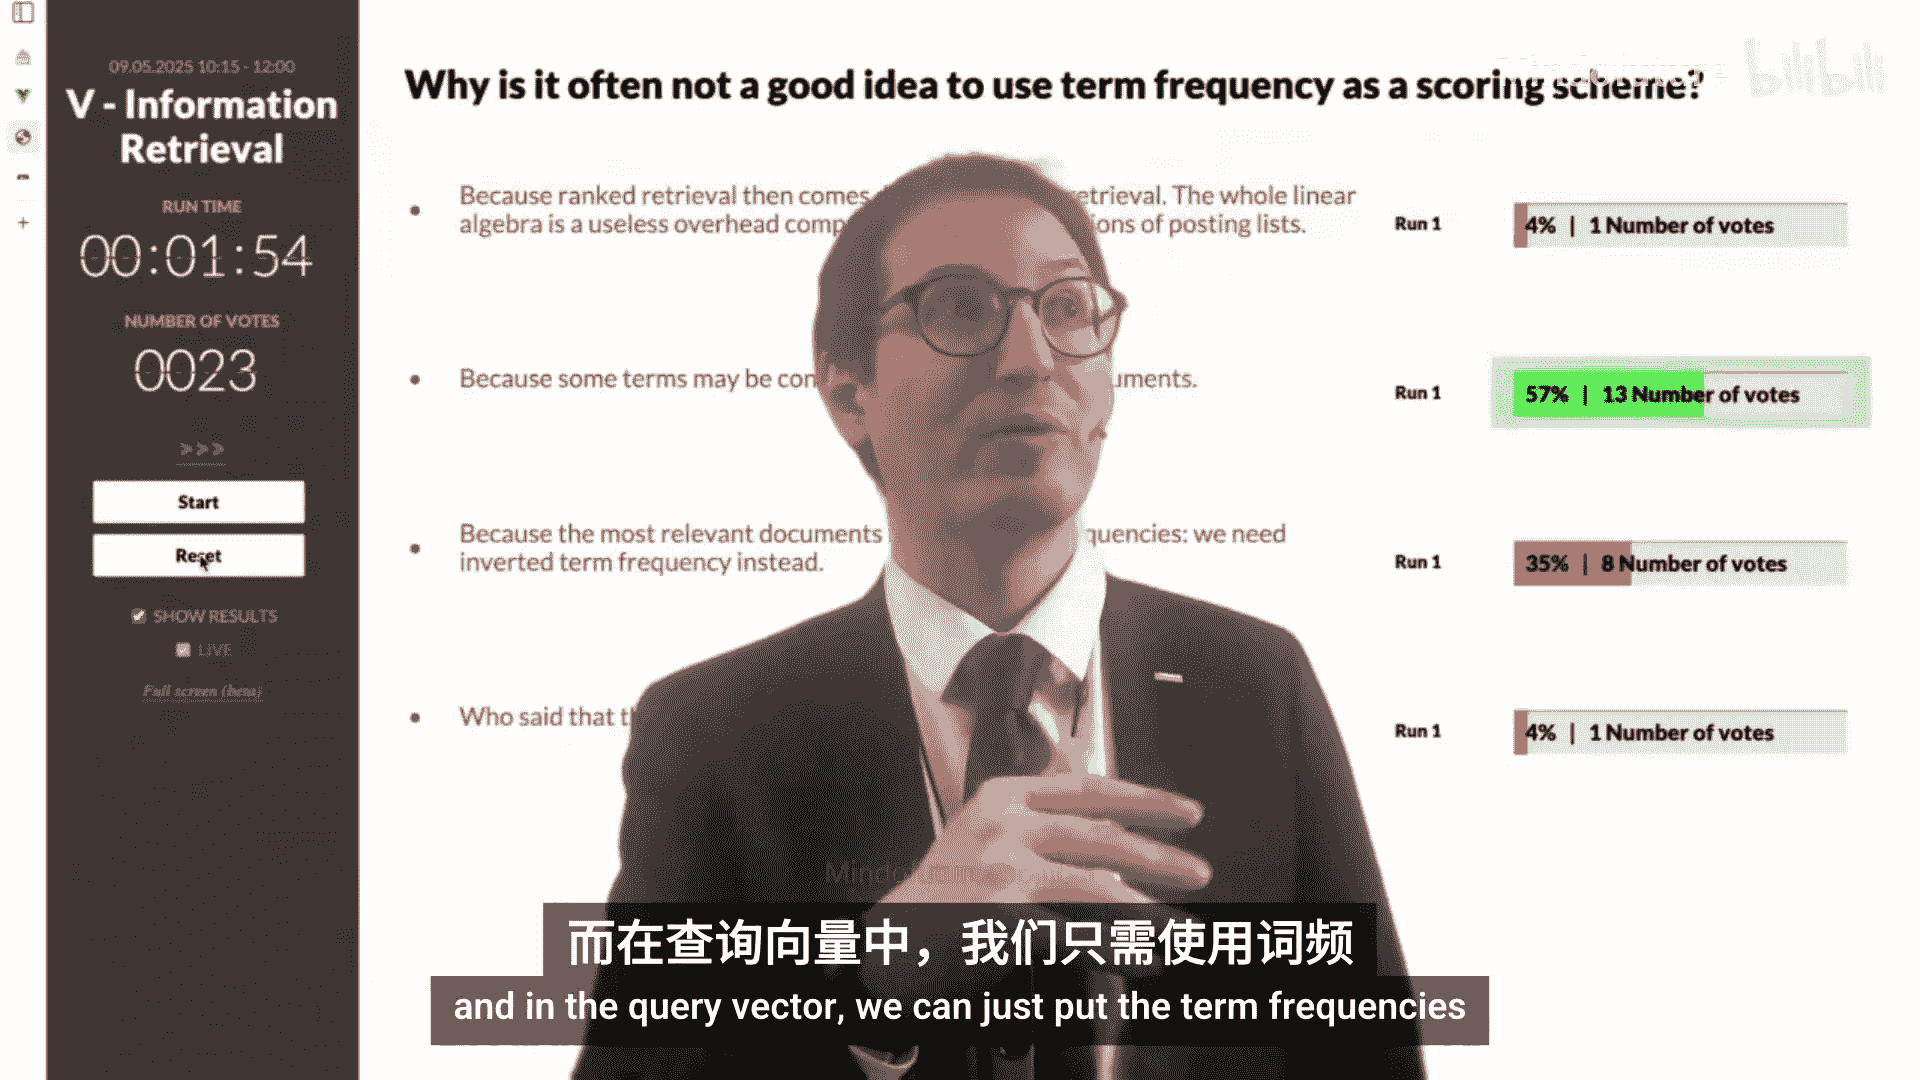 09.05.2025 10:15 - 12:00
V - Information
Retrieval
RUN TIME
00:01:54
NUMBER OF VOTES
0023
>>>
Start
Reset
SHOW RESULTS
LIVE
Full screen (beta)
Why is it often not a good idea to use term frequency as a scoring scheme?
bilibili
Because ranked retrieval then comes etrieval. The whole linear
algebra is a useless overhead comp ons of posting lists.
Run 1
4% | 1 Number of votes
Because some terms may be con uments.
Run 1
57% | 13 Number of votes
Because the most relevant documents quencies: we need
inverted term frequency instead.
Run 1
35% | 8 Number of votes
Who said that t
Run 1
4% | 1 Number of votes
而在查询向量中，我们只需使用词频
and in the query vector, we can just put the term frequencies